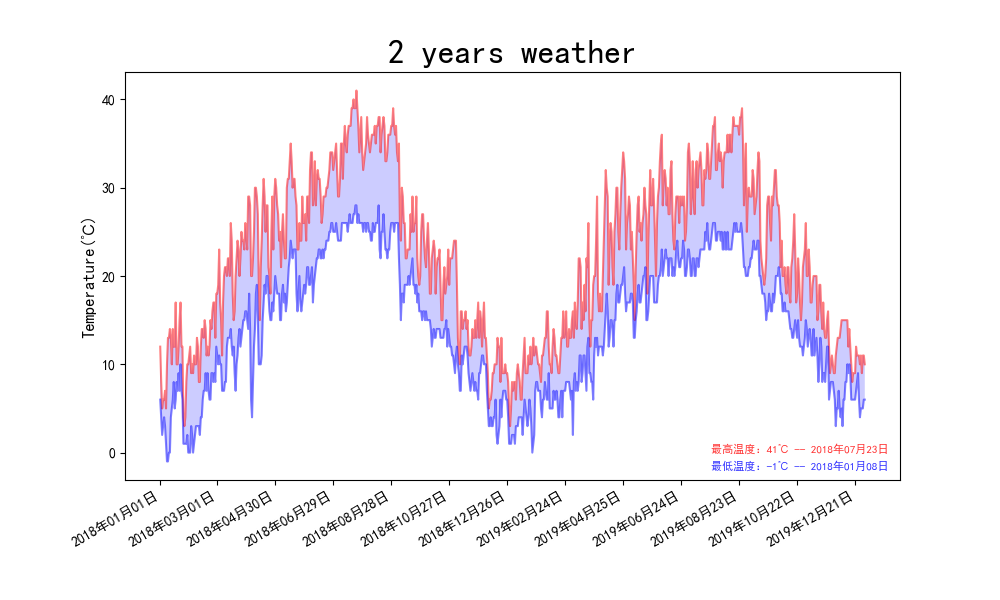 2 years weather
Temperature(℃)
40
30
20
10
0
最高温度: 41℃ -- 2018年07月23日
最低温度: -1℃ -- 2018年01月08日
2018年01月01日
2018年03月01日
2018年04月30日
2018年06月29日
2018年08月28日
2018年10月27日
2018年12月26日
2019年02月24日
2019年04月25日
2019年06月24日
2019年08月23日
2019年10月22日
2019年12月21日